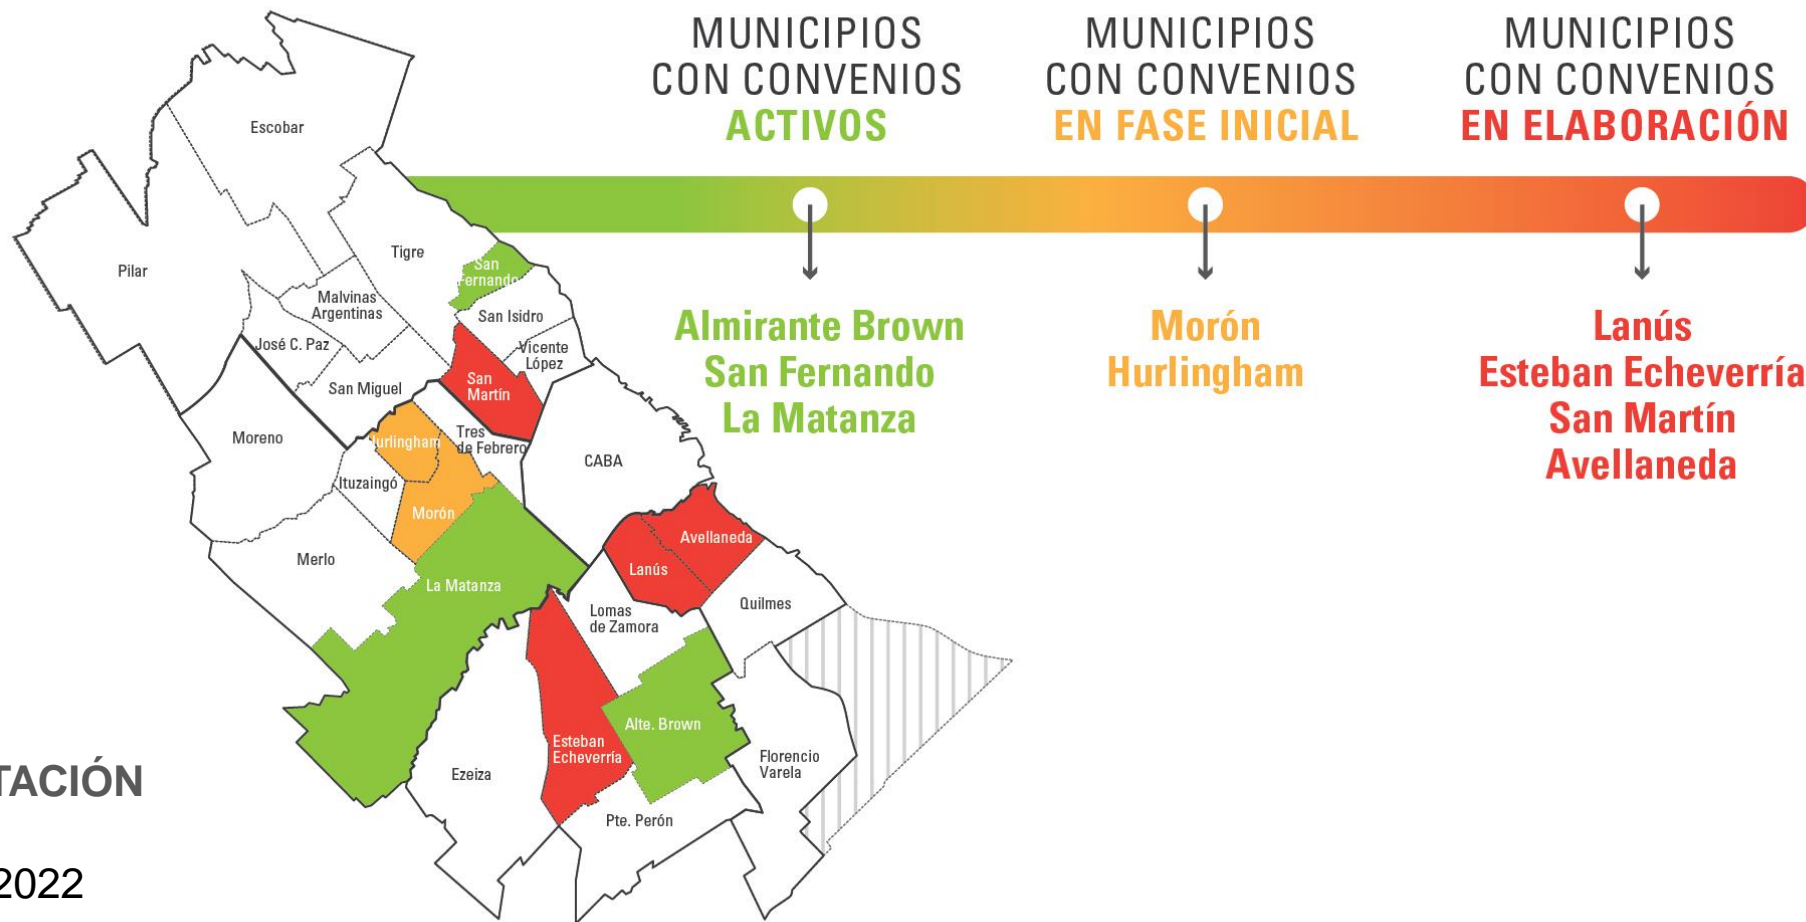 MUNICIPIOS
CON CONVENIOS
ACTIVOS
MUNICIPIOS
CON CONVENIOS
EN FASE INICIAL
MUNICIPIOS
CON CONVENIOS
EN ELABORACIÓN
Almirante Brown
San Fernando
La Matanza
Morón
Hurlingham
Lanús
Esteban Echeverría
San Martín
Avellaneda
Escobar
Pilar
Tigre
San
Fernando
Malvinas
Argentinas
San Isidro
José C. Paz
Vicente
López
San Miguel
San
Martín
Moreno
Tres
de Febrero
Hurlingham
CABA
Ituzaingó
Morón
Merlo
La Matanza
Avellaneda
Lanús
Quilmes
Lomas
de Zamora
Alte. Brown
Esteban
Echeverría
Ezeiza
Florencio
Varela
Pte. Perón
TACIÓN
2022